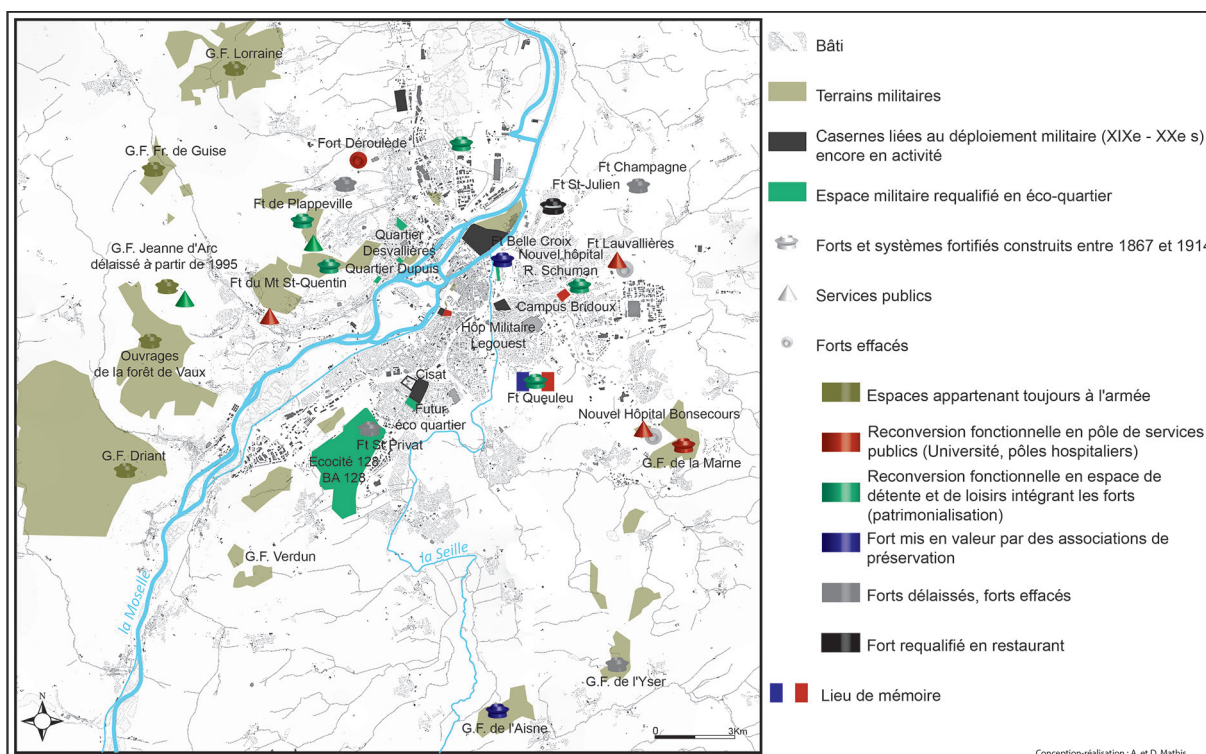 G.F. Lorraine
G.F. Fr. de Guise
Fort Déroulède
Ft Champagne
Ft St-Julien
Ft de Plappeville
Quartier
Desvallières
Ft Belle Croix
Ft Lauvallières
Nouvel hôpital
R. Schuman
G.F. Jeanne d'Arc
délaissé à partir de 1995
Quartier Dupuis
Ft du Mt St-Quentin
Campus Bridoux
Hôp Militaire
Legouest
Ouvrages
de la forêt de Vaux
Cisat
Ft Queuleu
Futur
éco quartier
Nouvel Hôpital Bonsecours
Ft St Privat
G.F. Driant
Ecocité 128
BA 128
G.F. de la Marne
G.F. Verdun
la Seille
la Moselle
G.F. de l'Yser
G.F. de l'Aisne
N
0 3Km
Bâti
Terrains militaires
Casernes liées au déploiement militaire (XIXe - XXe s)
encore en activité
Espace militaire requalifié en éco-quartier
Forts et systèmes fortifiés construits entre 1867 et 1914
Services publics
Forts effacés
Espaces appartenant toujours à l'armée
Reconversion fonctionnelle en pôle de services
publics (Université, pôles hospitaliers)
Reconversion fonctionnelle en espace de
détente et de loisirs intégrant les forts
(patrimonialisation)
Fort mis en valeur par des associations de
préservation
Forts délaissés, forts effacés
Fort requalifié en restaurant
Lieu de mémoire
Conception-réalisation : A. et D. Mathis